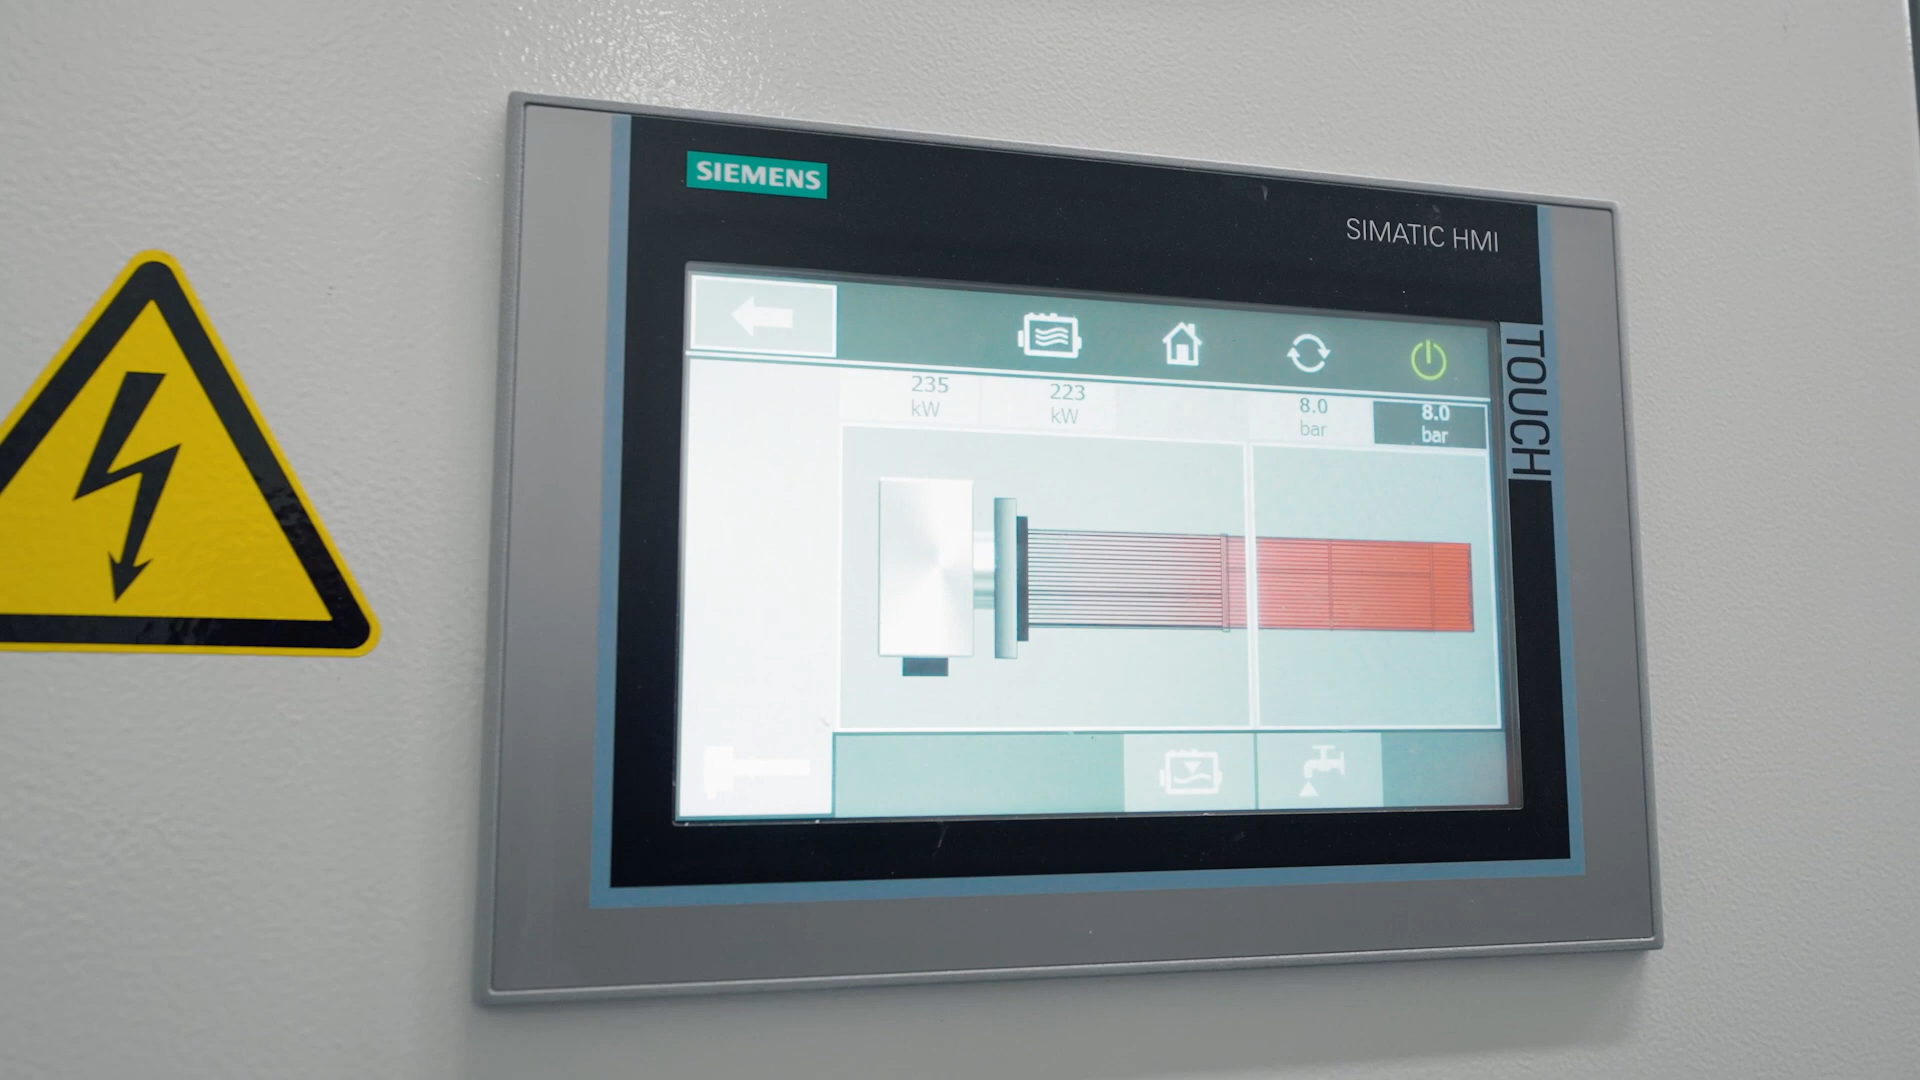 SIEMENS
SIMATIC HMI
TOUCH
235 223 8.0 8.0
kW kW bar bar